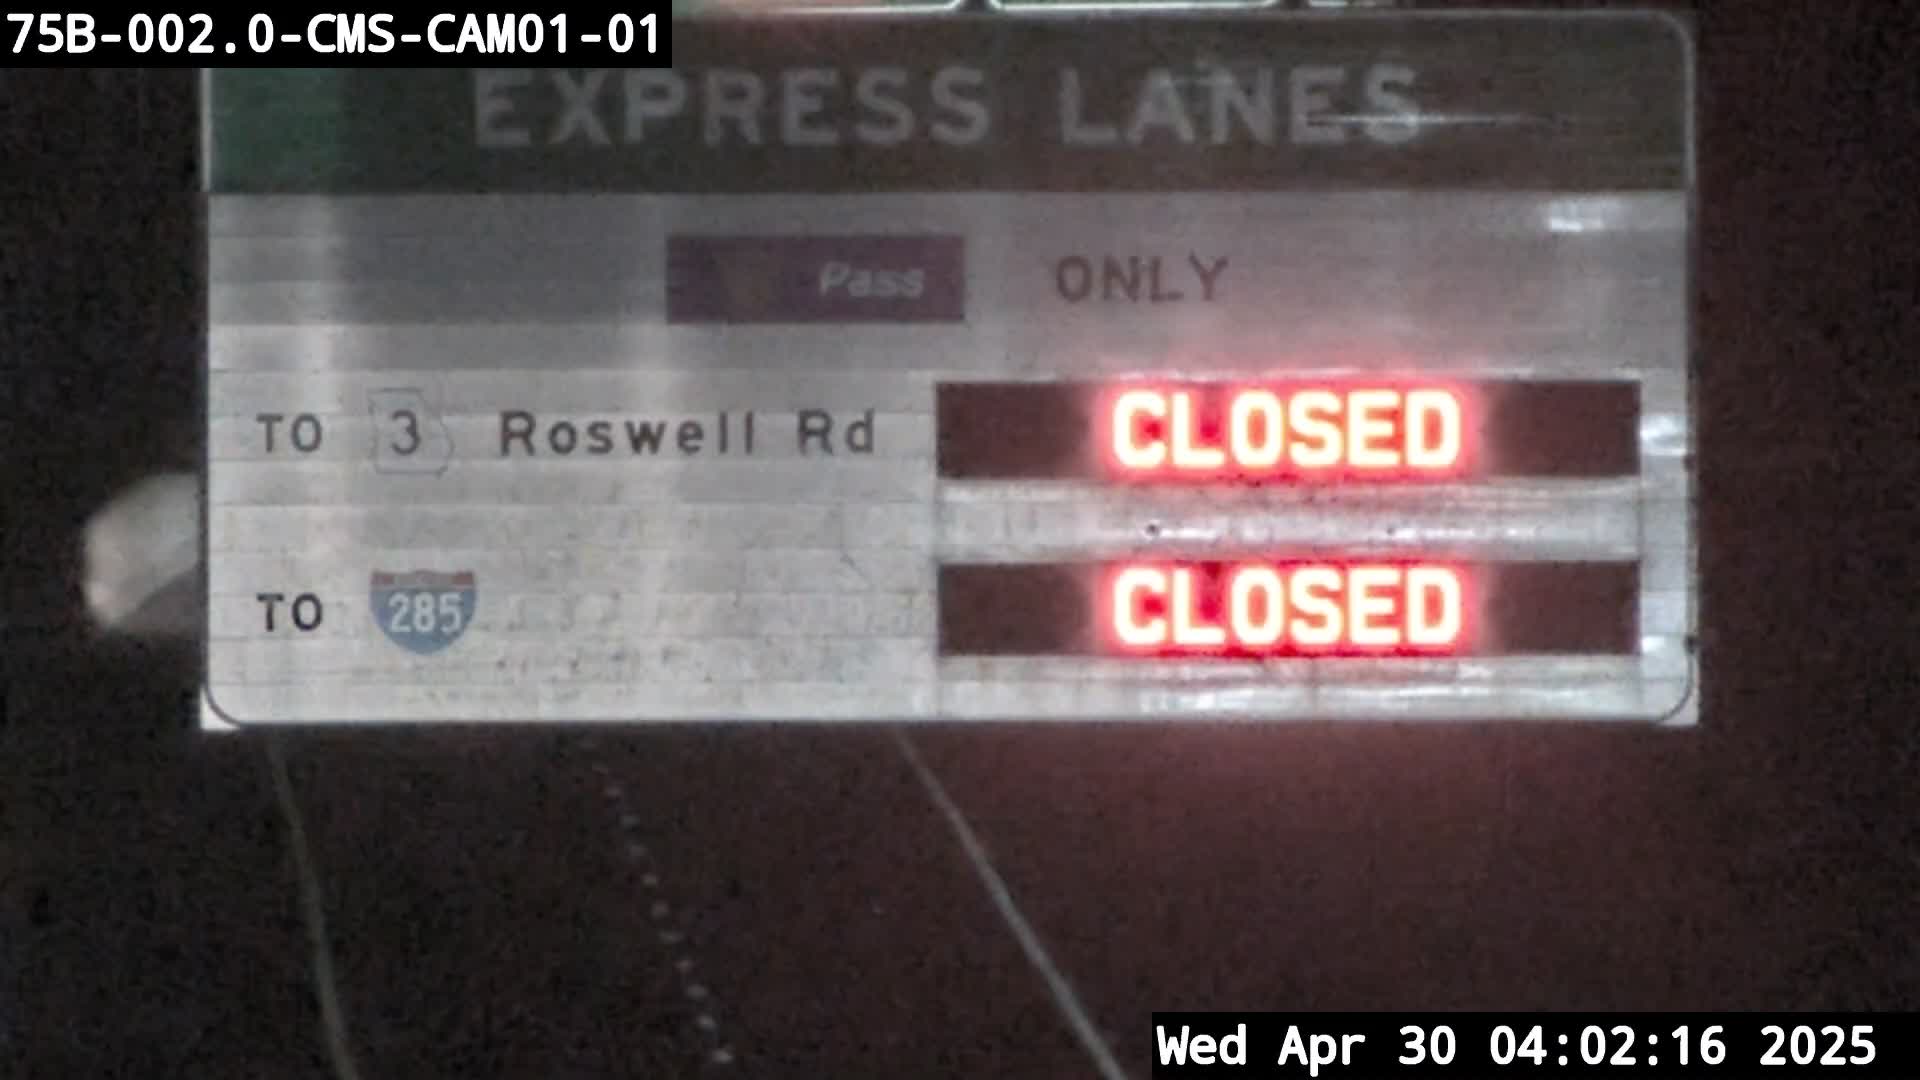 75B-002.0-CMS-CAM01-01
EXPRESS LANES
Pass ONLY
TO 3 Roswell Rd CLOSED
TO 285 CLOSED
Wed Apr 30 04:02:16 2025